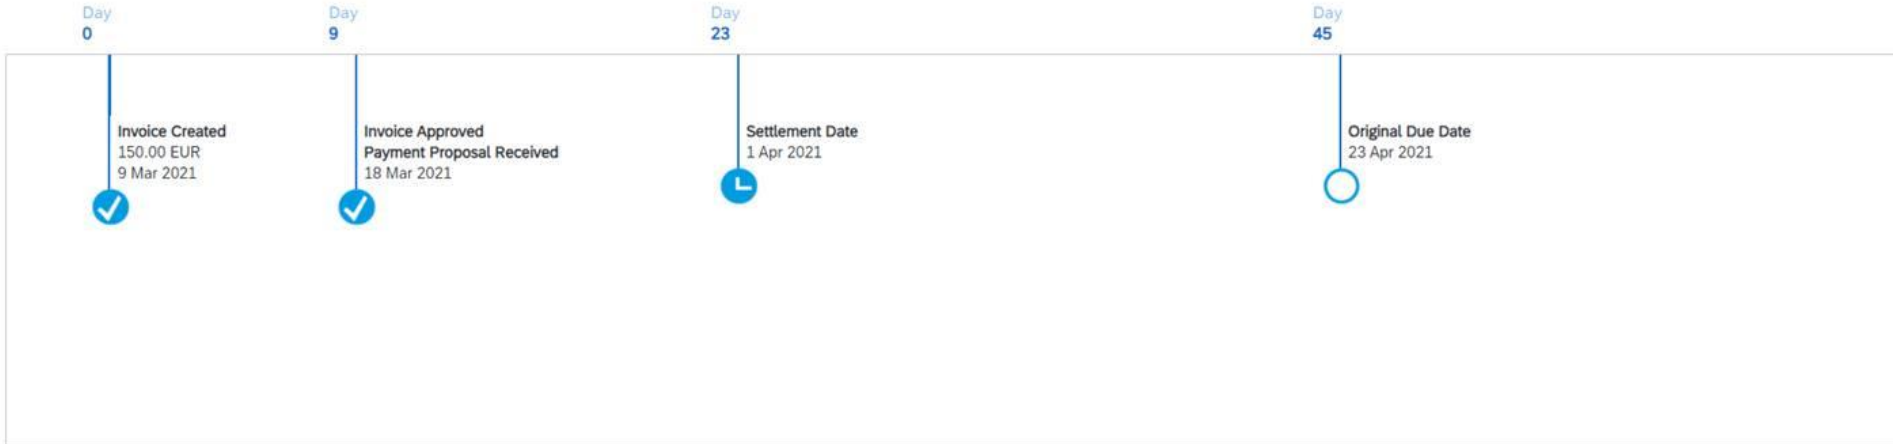 Day
0
Day
9
Day
23
Day
45
Invoice Created
150.00 EUR
9 Mar 2021
Invoice Approved
Payment Proposal Received
18 Mar 2021
Settlement Date
1 Apr 2021
Original Due Date
23 Apr 2021